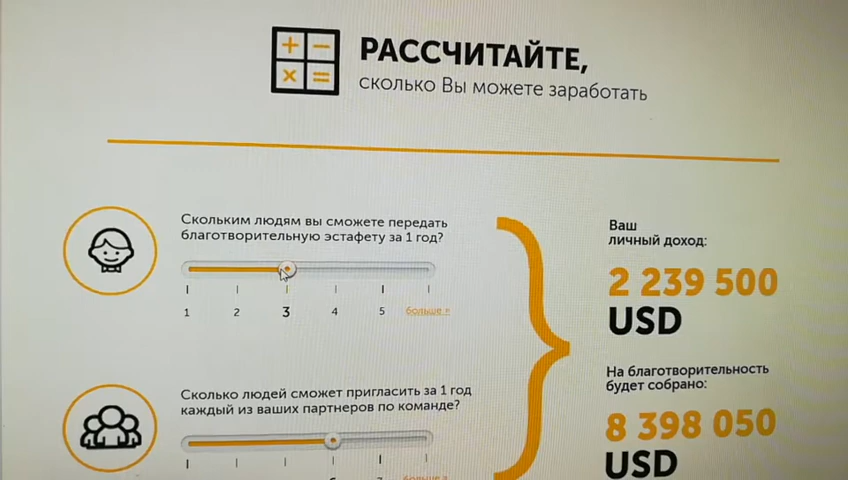 РАССЧИТАЙТЕ,
сколько Вы можете заработать
Скольким людям вы сможете передать
благотворительную эстафету за 1 год?
1 2 3 4 5 больше »
Ваш
личный доход:
2 239 500
USD
Сколько людей сможет пригласить за 1 год
каждый из ваших партнеров по команде?
На благотворительность
будет собрано:
8 398 050
USD